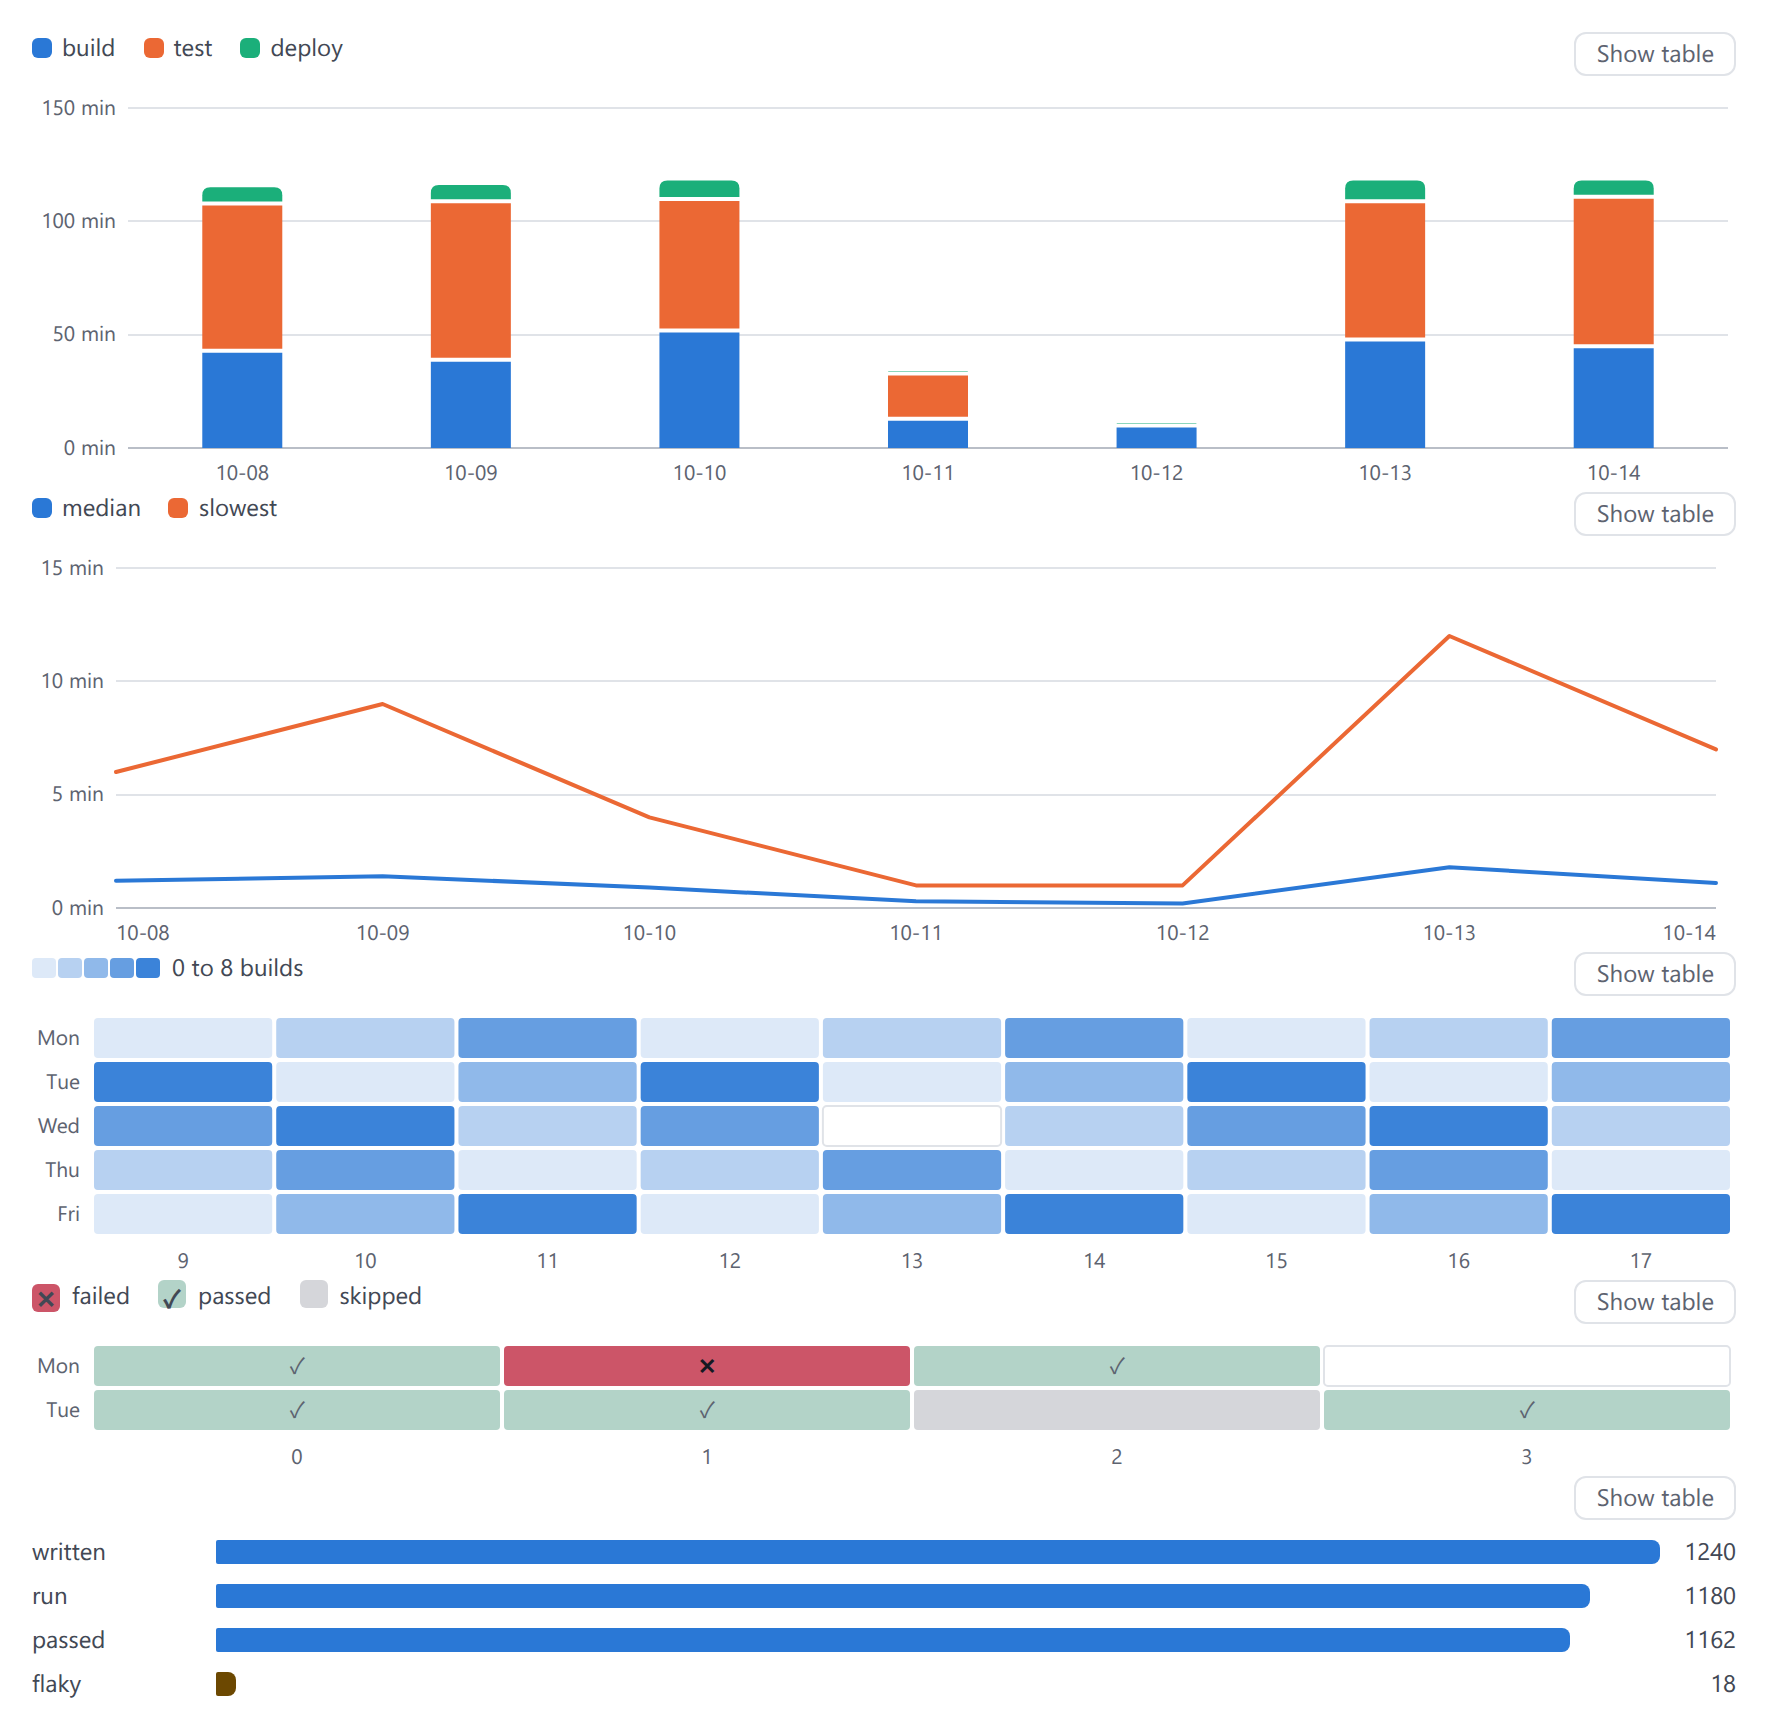 build test deploy Show table
150 min
100 min
50 min
0 min
10-08 10-09 10-10 10-11 10-12 10-13 10-14
median slowest Show table
15 min
10 min
5 min
0 min
10-08 10-09 10-10 10-11 10-12 10-13 10-14
0 to 8 builds Show table
Mon
Tue
Wed
Thu
Fri
9 10 11 12 13 14 15 16 17
✕ failed ✓ passed skipped Show table
Mon ✓ ✕ ✓
Tue ✓ ✓ ✓
0 1 2 3
Show table
written 1240
run 1180
passed 1162
flaky 18